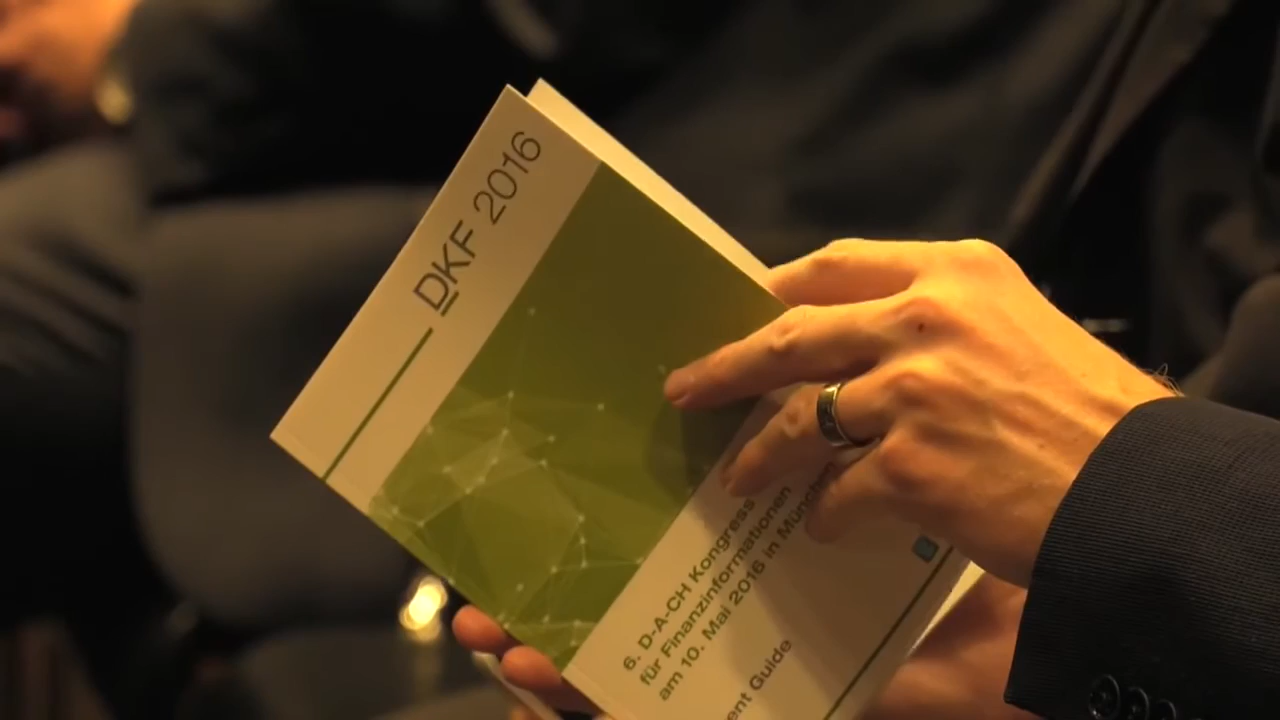 DKF 2016
6. D-A-CH Kongress
für Finanzinformationen
am 10. Mai 2016 in München
Guide